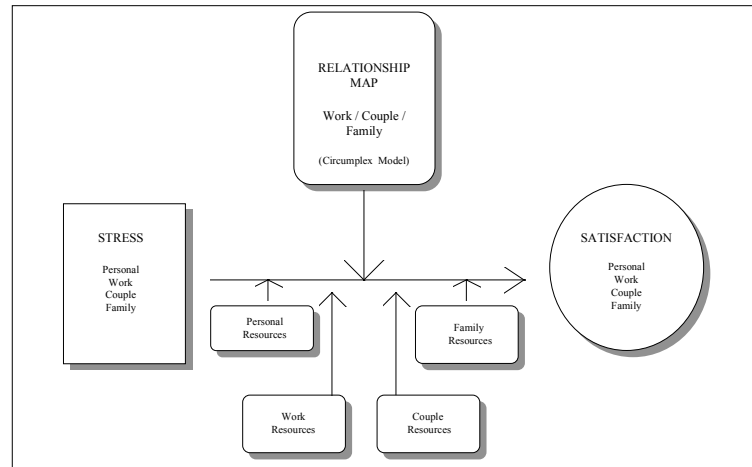 RELATIONSHIP
MAP
Work / Couple /
Family
(Circumplex Model)
STRESS
Personal
Work
Couple
Family
SATISFACTION
Personal
Work
Couple
Family
Personal
Resources
Family
Resources
Work
Resources
Couple
Resources